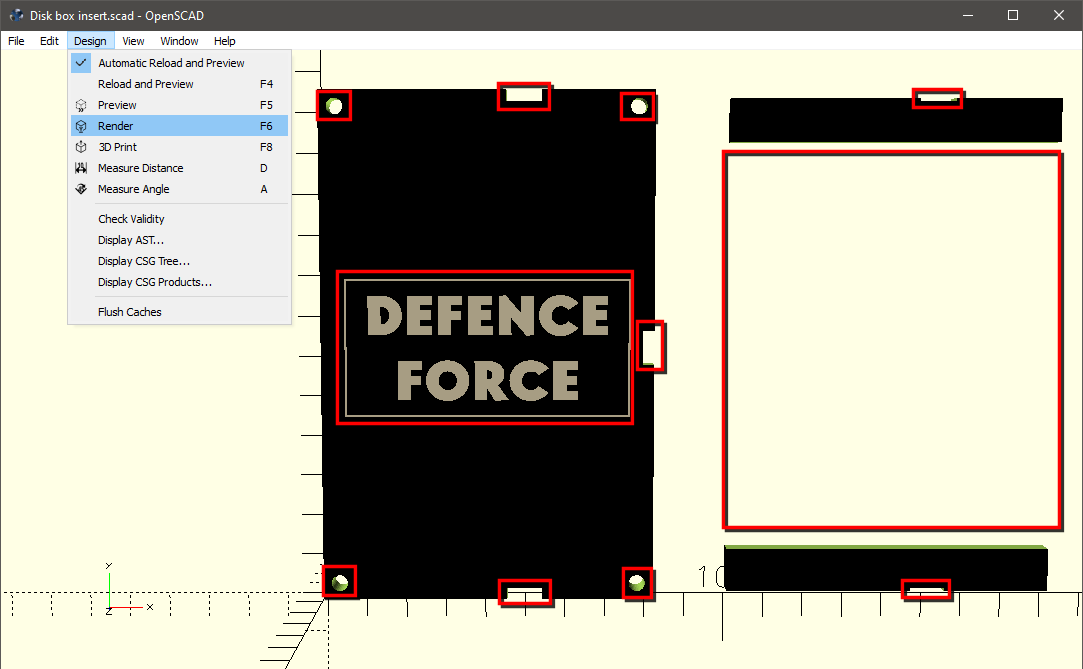 Disk box insert.scad - OpenSCAD
File Edit Design View Window Help
Automatic Reload and Preview
Reload and Preview F4
Preview F5
Render F6
3D Print F8
Measure Distance D
Measure Angle A
Check Validity
Display AST...
Display CSG Tree...
Display CSG Products...
Flush Caches
DEFENCE
FORCE
Y
Z X